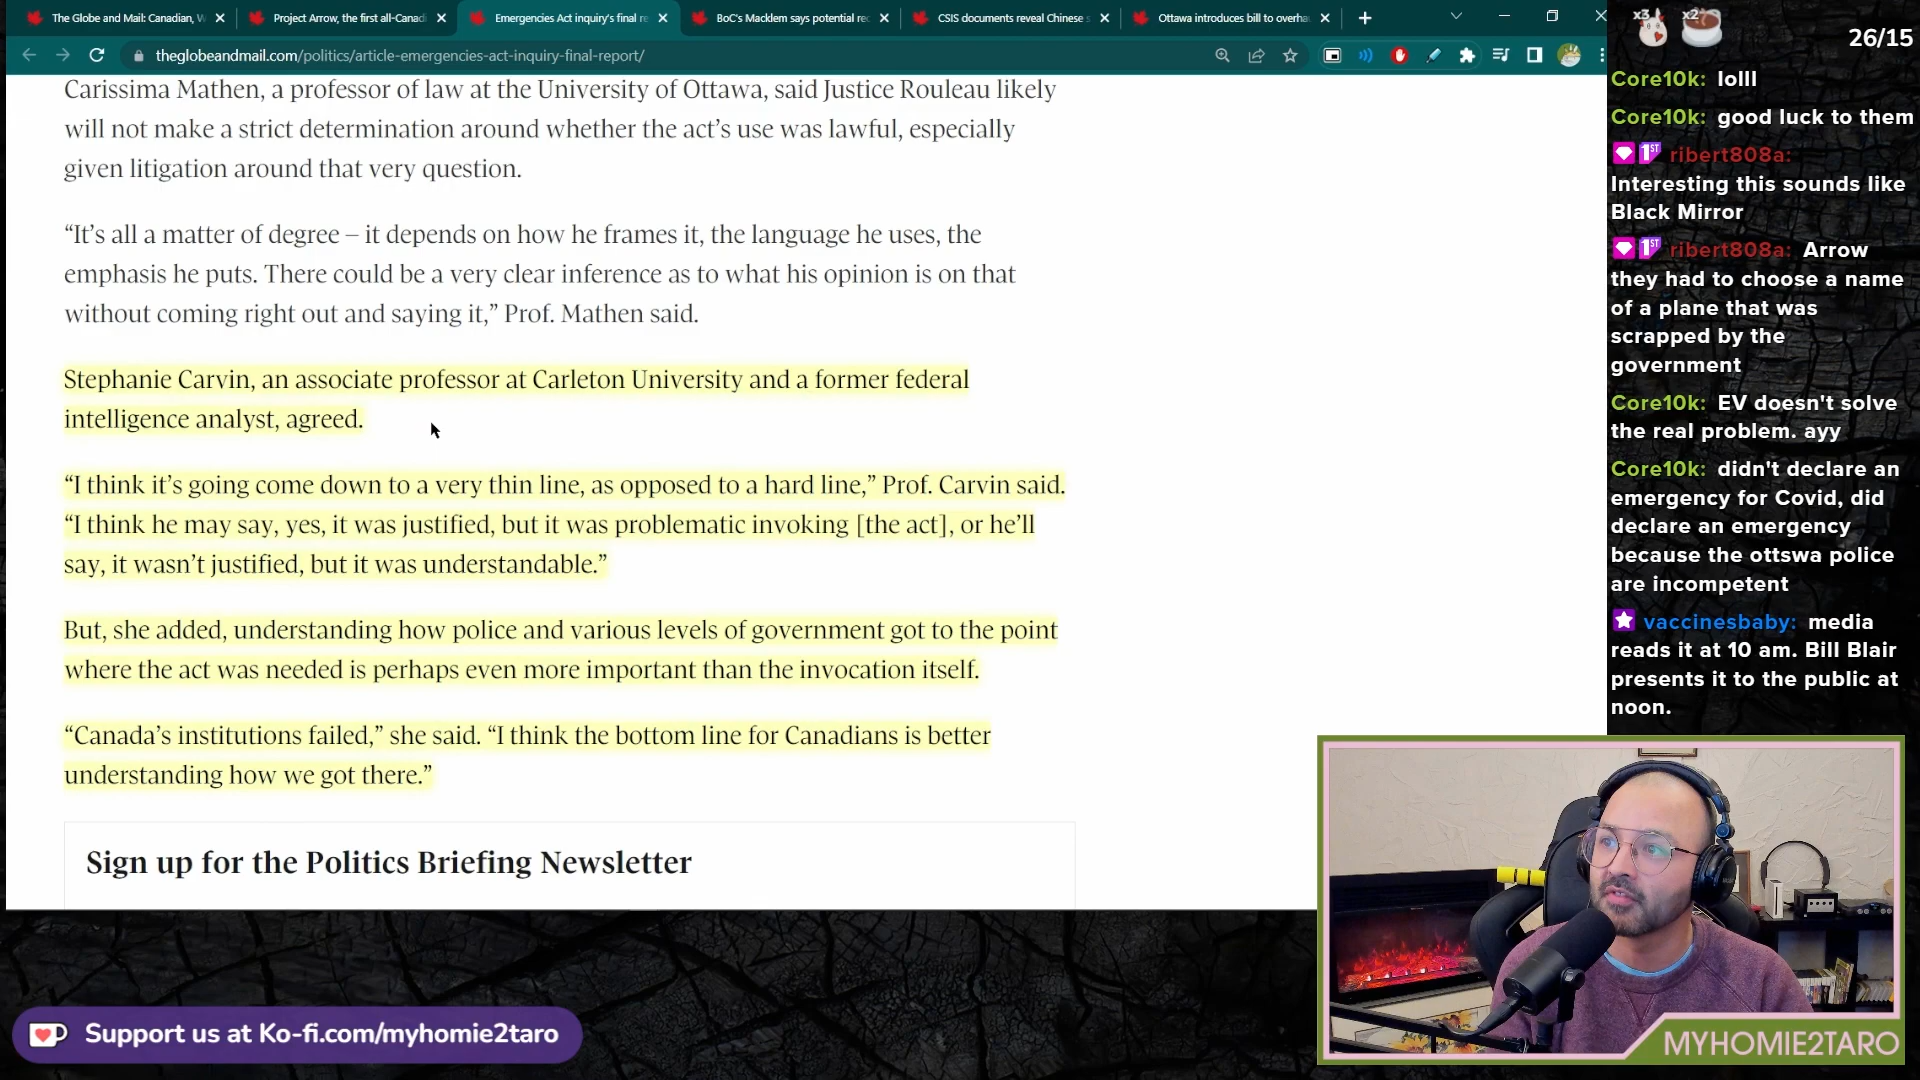 The Globe and Mail: Canadian, W
Project Arrow, the first all-Canadi
Emergencies Act inquiry's final re
BoC's Macklem says potential rec
CSIS documents reveal Chinese s
Ottawa introduces bill to overha
theglobeandmail.com/politics/article-emergencies-act-inquiry-final-report/
Carissima Mathen, a professor of law at the University of Ottawa, said Justice Rouleau likely
will not make a strict determination around whether the act’s use was lawful, especially
given litigation around that very question.
“It’s all a matter of degree – it depends on how he frames it, the language he uses, the
emphasis he puts. There could be a very clear inference as to what his opinion is on that
without coming right out and saying it,” Prof. Mathen said.
Stephanie Carvin, an associate professor at Carleton University and a former federal
intelligence analyst, agreed.
“I think it’s going come down to a very thin line, as opposed to a hard line,” Prof. Carvin said.
“I think he may say, yes, it was justified, but it was problematic invoking [the act], or he’ll
say, it wasn’t justified, but it was understandable.”
But, she added, understanding how police and various levels of government got to the point
where the act was needed is perhaps even more important than the invocation itself.
“Canada’s institutions failed,” she said. “I think the bottom line for Canadians is better
understanding how we got there.”
Sign up for the Politics Briefing Newsletter
x3 x2
26/15
Core10k: lolll
Core10k: good luck to them
1ST ribert808a:
Interesting this sounds like
Black Mirror
1ST ribert808a: Arrow
they had to choose a name
of a plane that was
scrapped by the
government
Core10k: EV doesn't solve
the real problem. ayy
Core10k: didn't declare an
emergency for Covid, did
declare an emergency
because the ottswa police
are incompetent
vaccinesbaby: media
reads it at 10 am. Bill Blair
presents it to the public at
noon.
Support us at Ko-fi.com/myhomie2taro
MYHOMIE2TARO